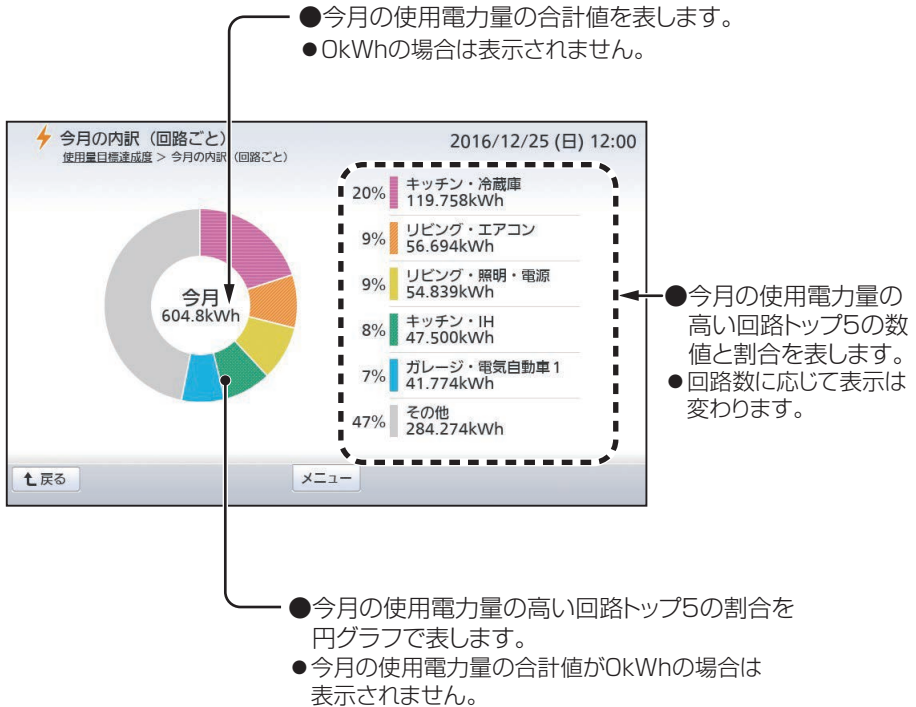 ●今月の使用電力量の合計値を表します。
●0kWhの場合は表示されません。
今月の内訳（回路ごと）
2016/12/25 (日) 12:00
使用量目標達成度 > 今月の内訳（回路ごと）
20% キッチン・冷蔵庫
119.758kWh
9% リビング・エアコン
56.694kWh
9% リビング・照明・電源
54.839kWh
8% キッチン・IH
47.500kWh
7% ガレージ・電気自動車1
41.774kWh
47% その他
284.274kWh
今月
604.8kWh
●今月の使用電力量の
高い回路トップ5の数
値と割合を表します。
●回路数に応じて表示は
変わります。
戻る
メニュー
●今月の使用電力量の高い回路トップ5の割合を
円グラフで表します。
●今月の使用電力量の合計値が0kWhの場合は
表示されません。